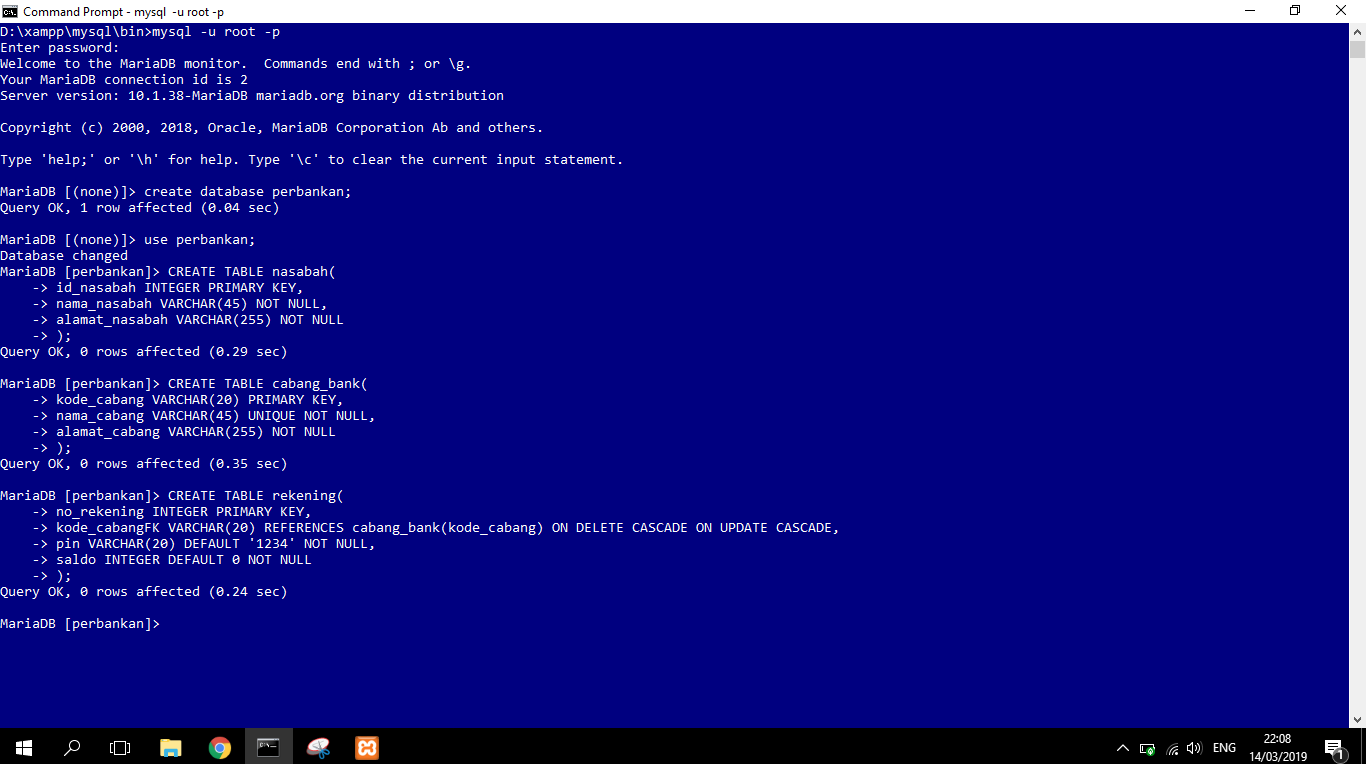 Command Prompt - mysql  -u root -p
D:\xampp\mysql\bin>mysql -u root -p
Enter password:
Welcome to the MariaDB monitor.  Commands end with ; or \g.
Your MariaDB connection id is 2
Server version: 10.1.38-MariaDB mariadb.org binary distribution
Copyright (c) 2000, 2018, Oracle, MariaDB Corporation Ab and others.
Type 'help;' or '\h' for help. Type '\c' to clear the current input statement.
MariaDB [(none)]> create database perbankan;
Query OK, 1 row affected (0.04 sec)
MariaDB [(none)]> use perbankan;
Database changed
MariaDB [perbankan]> CREATE TABLE nasabah(
    -> id_nasabah INTEGER PRIMARY KEY,
    -> nama_nasabah VARCHAR(45) NOT NULL,
    -> alamat_nasabah VARCHAR(255) NOT NULL
    -> );
Query OK, 0 rows affected (0.29 sec)
MariaDB [perbankan]> CREATE TABLE cabang_bank(
    -> kode_cabang VARCHAR(20) PRIMARY KEY,
    -> nama_cabang VARCHAR(45) UNIQUE NOT NULL,
    -> alamat_cabang VARCHAR(255) NOT NULL
    -> );
Query OK, 0 rows affected (0.35 sec)
MariaDB [perbankan]> CREATE TABLE rekening(
    -> no_rekening INTEGER PRIMARY KEY,
    -> kode_cabangFK VARCHAR(20) REFERENCES cabang_bank(kode_cabang) ON DELETE CASCADE ON UPDATE CASCADE,
    -> pin VARCHAR(20) DEFAULT '1234' NOT NULL,
    -> saldo INTEGER DEFAULT 0 NOT NULL
    -> );
Query OK, 0 rows affected (0.24 sec)
MariaDB [perbankan]>
ENG
22:08
14/03/2019
1